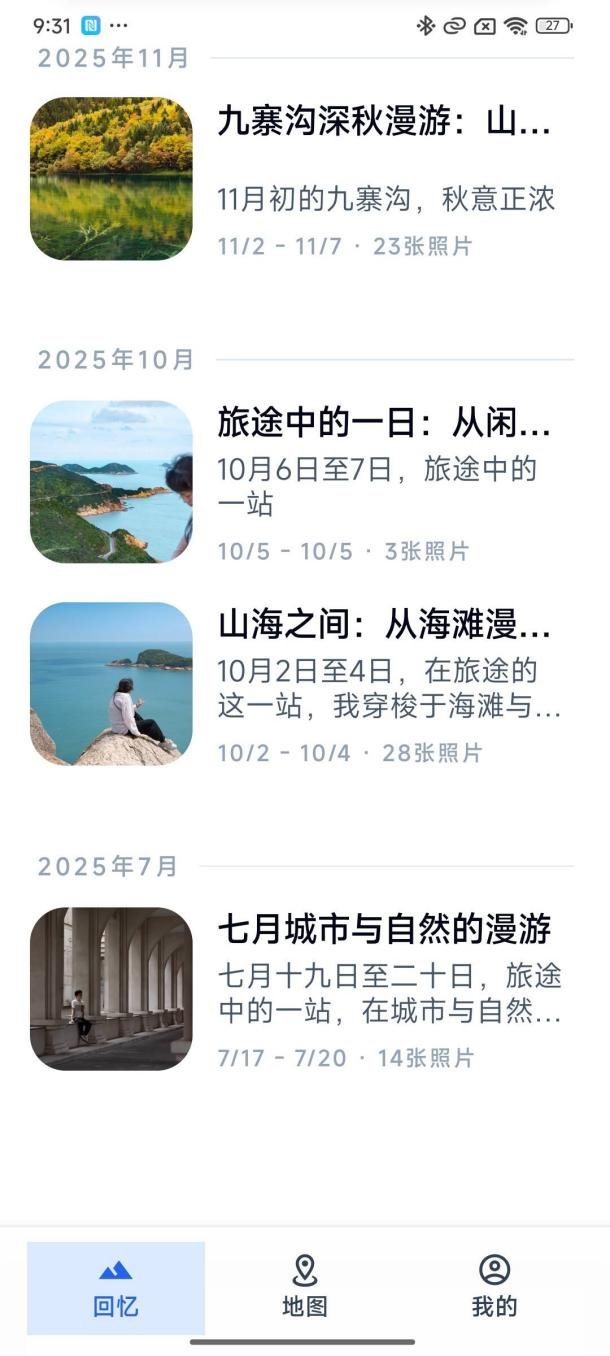 9:31
27
2025年11月
九寨沟深秋漫游：山...
11月初的九寨沟，秋意正浓
11/2 - 11/7 · 23张照片
2025年10月
旅途中的一日：从闲...
10月6日至7日，旅途中的
一站
10/5 - 10/5 · 3张照片
山海之间：从海滩漫...
10月2日至4日，在旅途的
这一站，我穿梭于海滩与...
10/2 - 10/4 · 28张照片
2025年7月
七月城市与自然的漫游
七月十九日至二十日，旅途
中的一站，在城市与自然...
7/17 - 7/20 · 14张照片
回忆
地图
我的